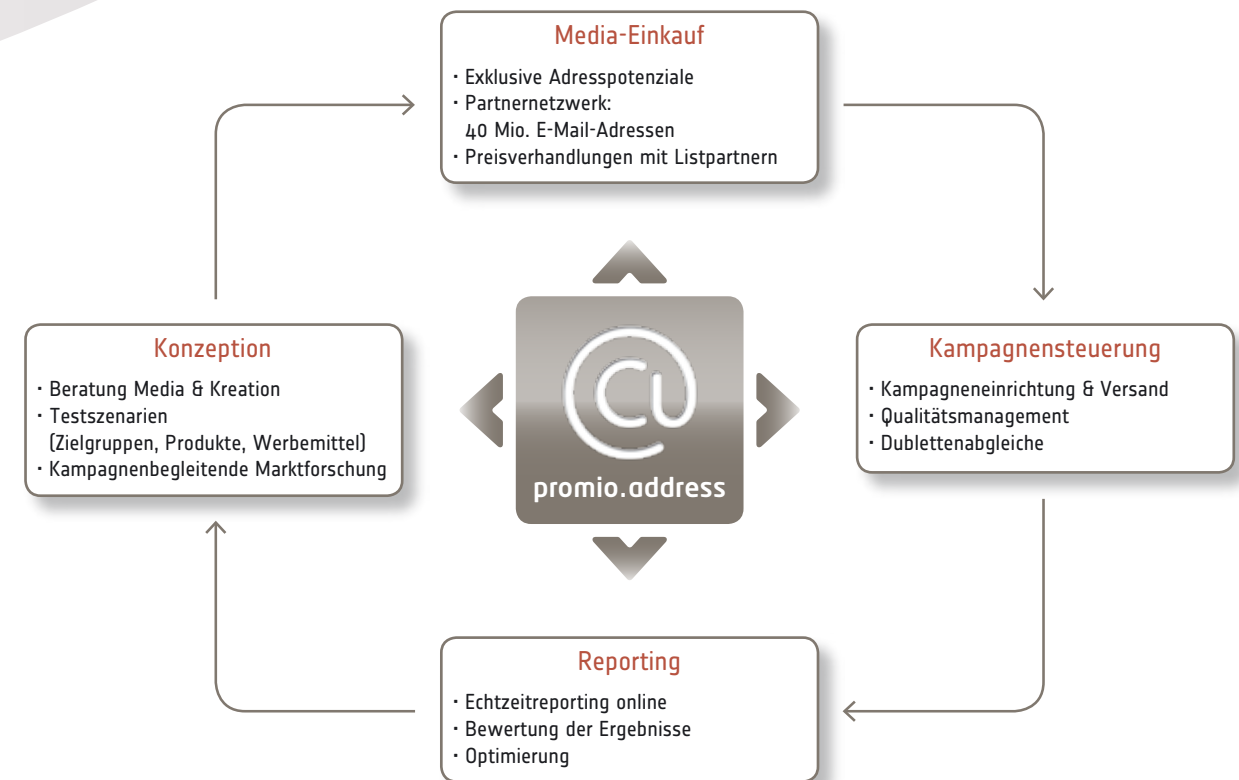 Media-Einkauf
· Exklusive Adresspotenziale
· Partnernetzwerk:
40 Mio. E-Mail-Adressen
· Preisverhandlungen mit Listpartnern
Konzeption
· Beratung Media & Kreation
· Testszenarien
(Zielgruppen, Produkte, Werbemittel)
· Kampagnenbegleitende Marktforschung
promio.address
Kampagnensteuerung
· Kampagneneinrichtung & Versand
· Qualitätsmanagement
· Dublettenabgleiche
Reporting
· Echtzeitreporting online
· Bewertung der Ergebnisse
· Optimierung